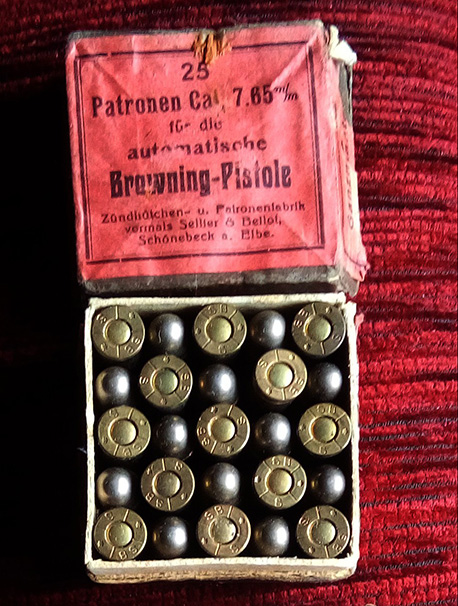 25
Patronen Cal. 7.65 m/m
für die
automatische
Browning-Pistole
Zündhütchen- u. Patronenfabrik
vormals Sellier & Bellot,
Schönebeck a. Elbe.